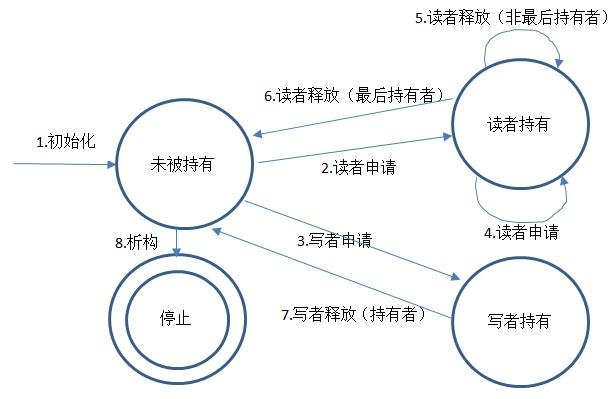 5.读者释放（非最后持有者）
6.读者释放（最后持有者）
读者持有
1.初始化
未被持有
2.读者申请
4.读者申请
3.写者申请
8.析构
7.写者释放（持有者）
停止
写者持有